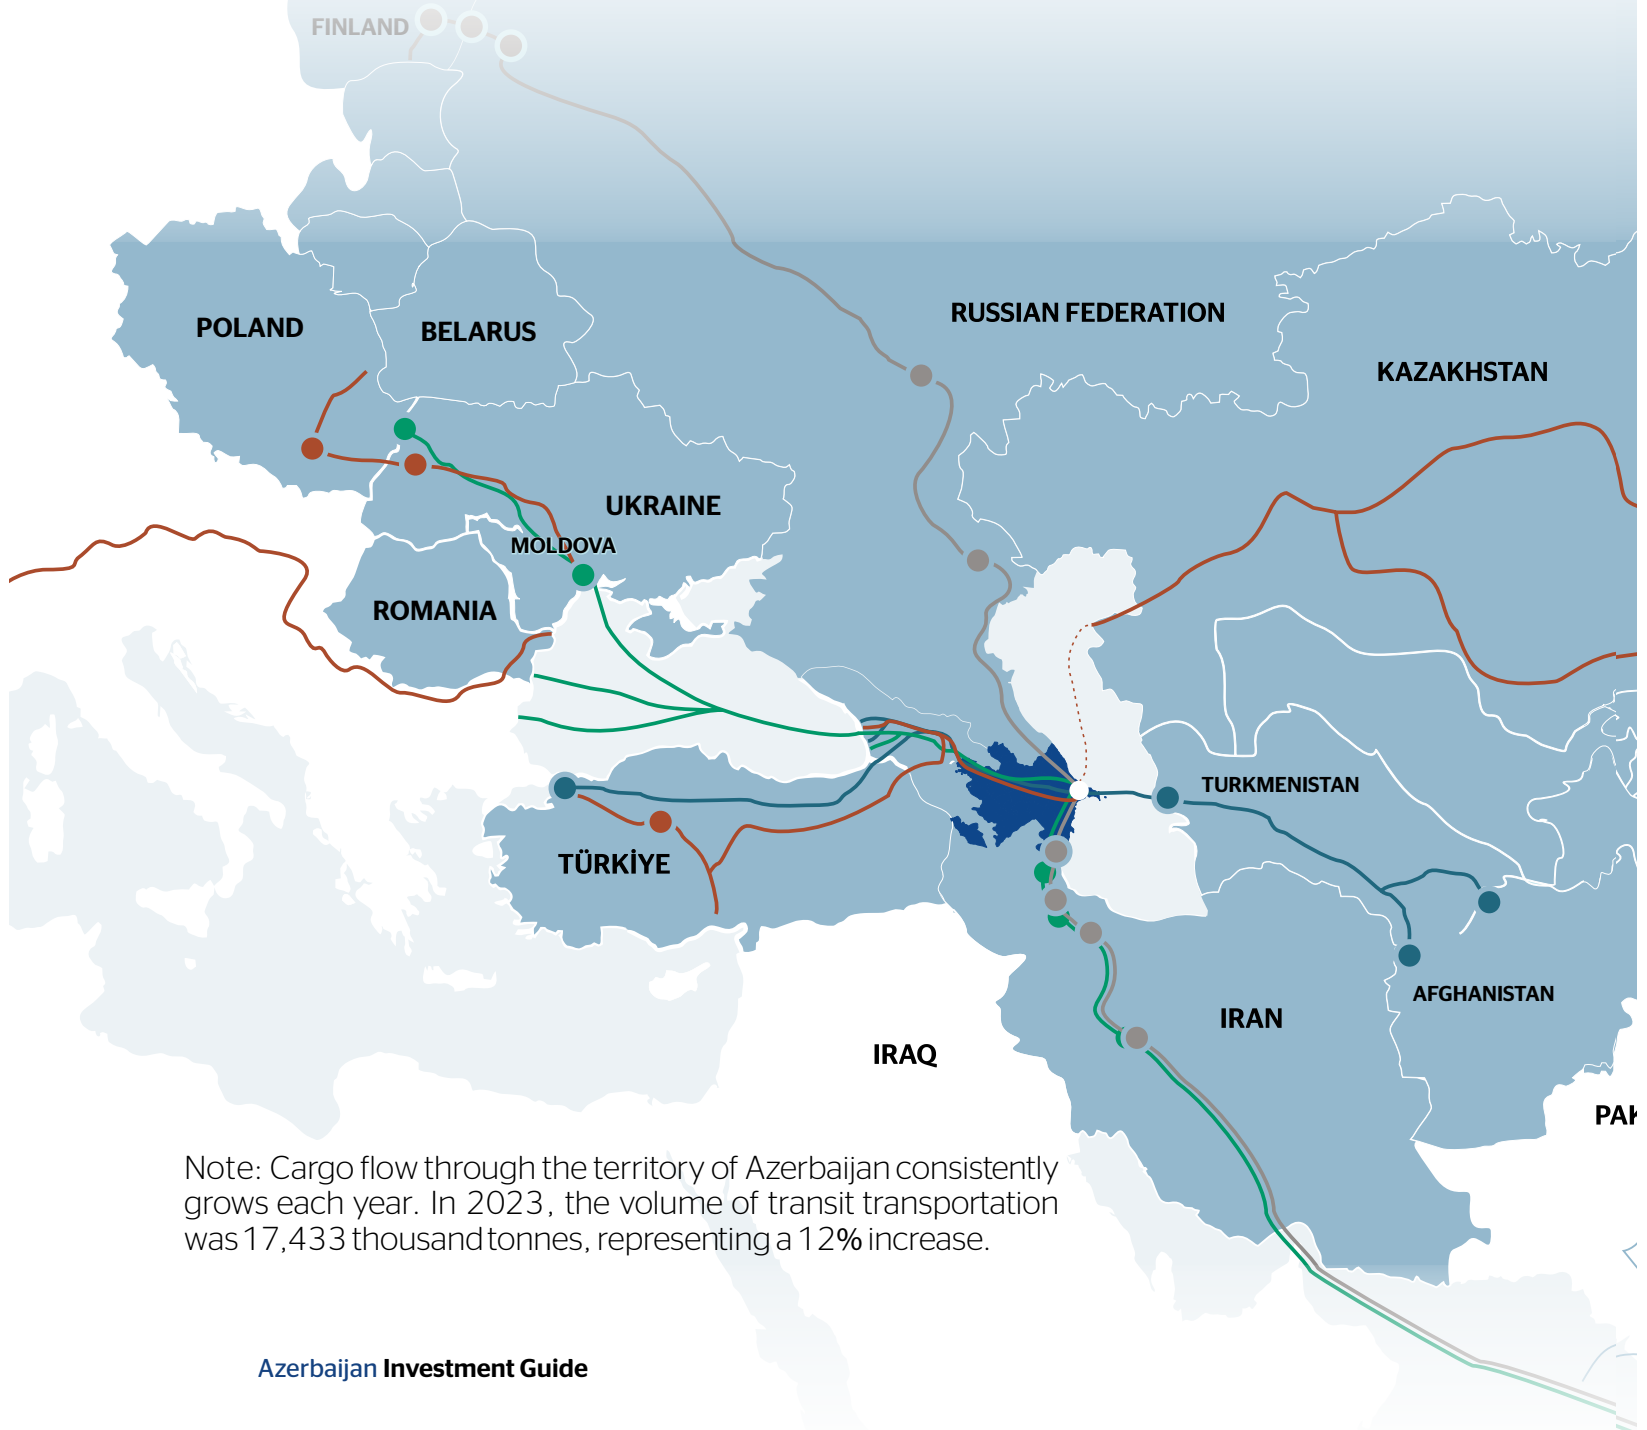 FINLAND
RUSSIAN FEDERATION
POLAND
BELARUS
KAZAKHSTAN
UKRAINE
MOLDOVA
ROMANIA
TURKMENISTAN
TÜRKİYE
AFGHANISTAN
IRAN
IRAQ
PAK
Note: Cargo flow through the territory of Azerbaijan consistently
grows each year. In 2023, the volume of transit transportation
was 17,433 thousand tonnes, representing a 12% increase.
Azerbaijan Investment Guide